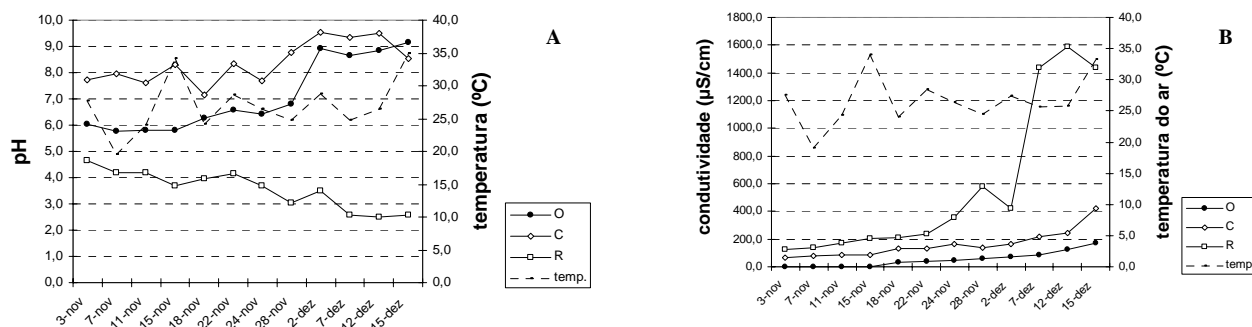 A
pH
10,0
9,0
8,0
7,0
6,0
5,0
4,0
3,0
2,0
1,0
0,0
40,0
35,0
30,0
25,0
20,0
15,0
10,0
5,0
0,0
temperatura (ºC)
3-nov
7-nov
11-nov
15-nov
18-nov
22-nov
24-nov
28-nov
2-dez
7-dez
12-dez
15-dez
O
C
R
temp.
B
condutividade (µS/cm)
1800,0
1600,0
1400,0
1200,0
1000,0
800,0
600,0
400,0
200,0
0,0
40,0
35,0
30,0
25,0
20,0
15,0
10,0
5,0
0,0
temperatura do ar (ºC)
3-nov
7-nov
11-nov
15-nov
18-nov
22-nov
24-nov
28-nov
2-dez
7-dez
12-dez
15-dez
O
C
R
temp